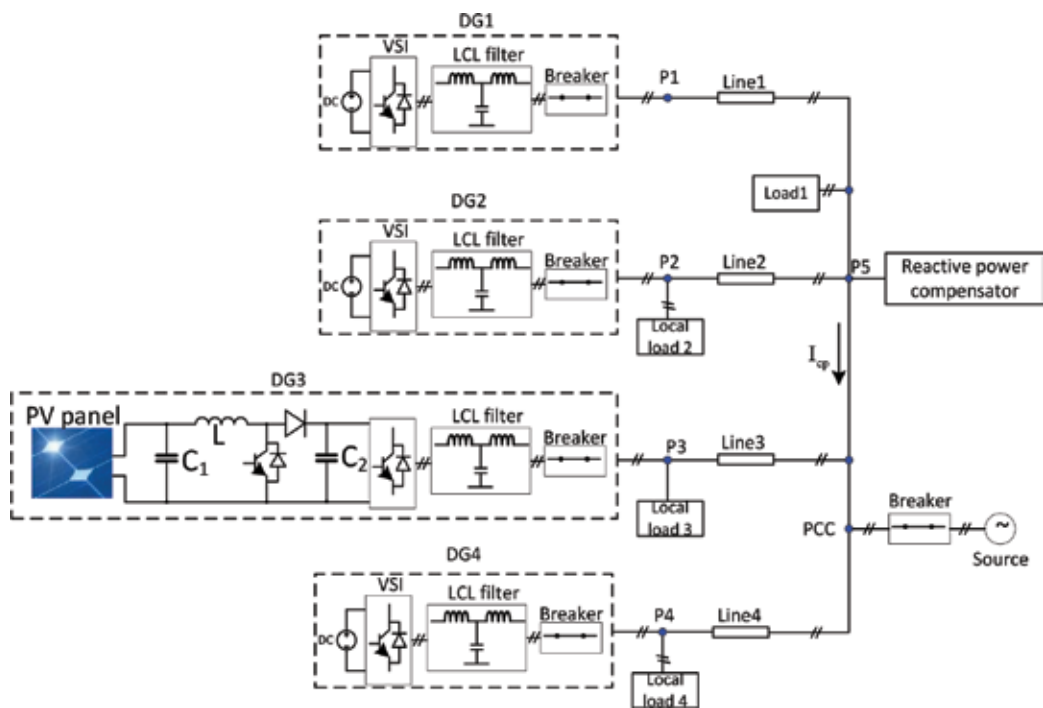 DG1
VSI
LCL filter
Breaker
DC
P1
Line1
Load1
DG2
VSI
LCL filter
Breaker
DC
P2
Line2
P5
Reactive power
compensator
Local
load 2
I_cp
DG3
PV panel
L
C1
C2
LCL filter
Breaker
P3
Line3
Local
load 3
PCC
Breaker
~
Source
DG4
VSI
LCL filter
Breaker
DC
P4
Line4
Local
load 4